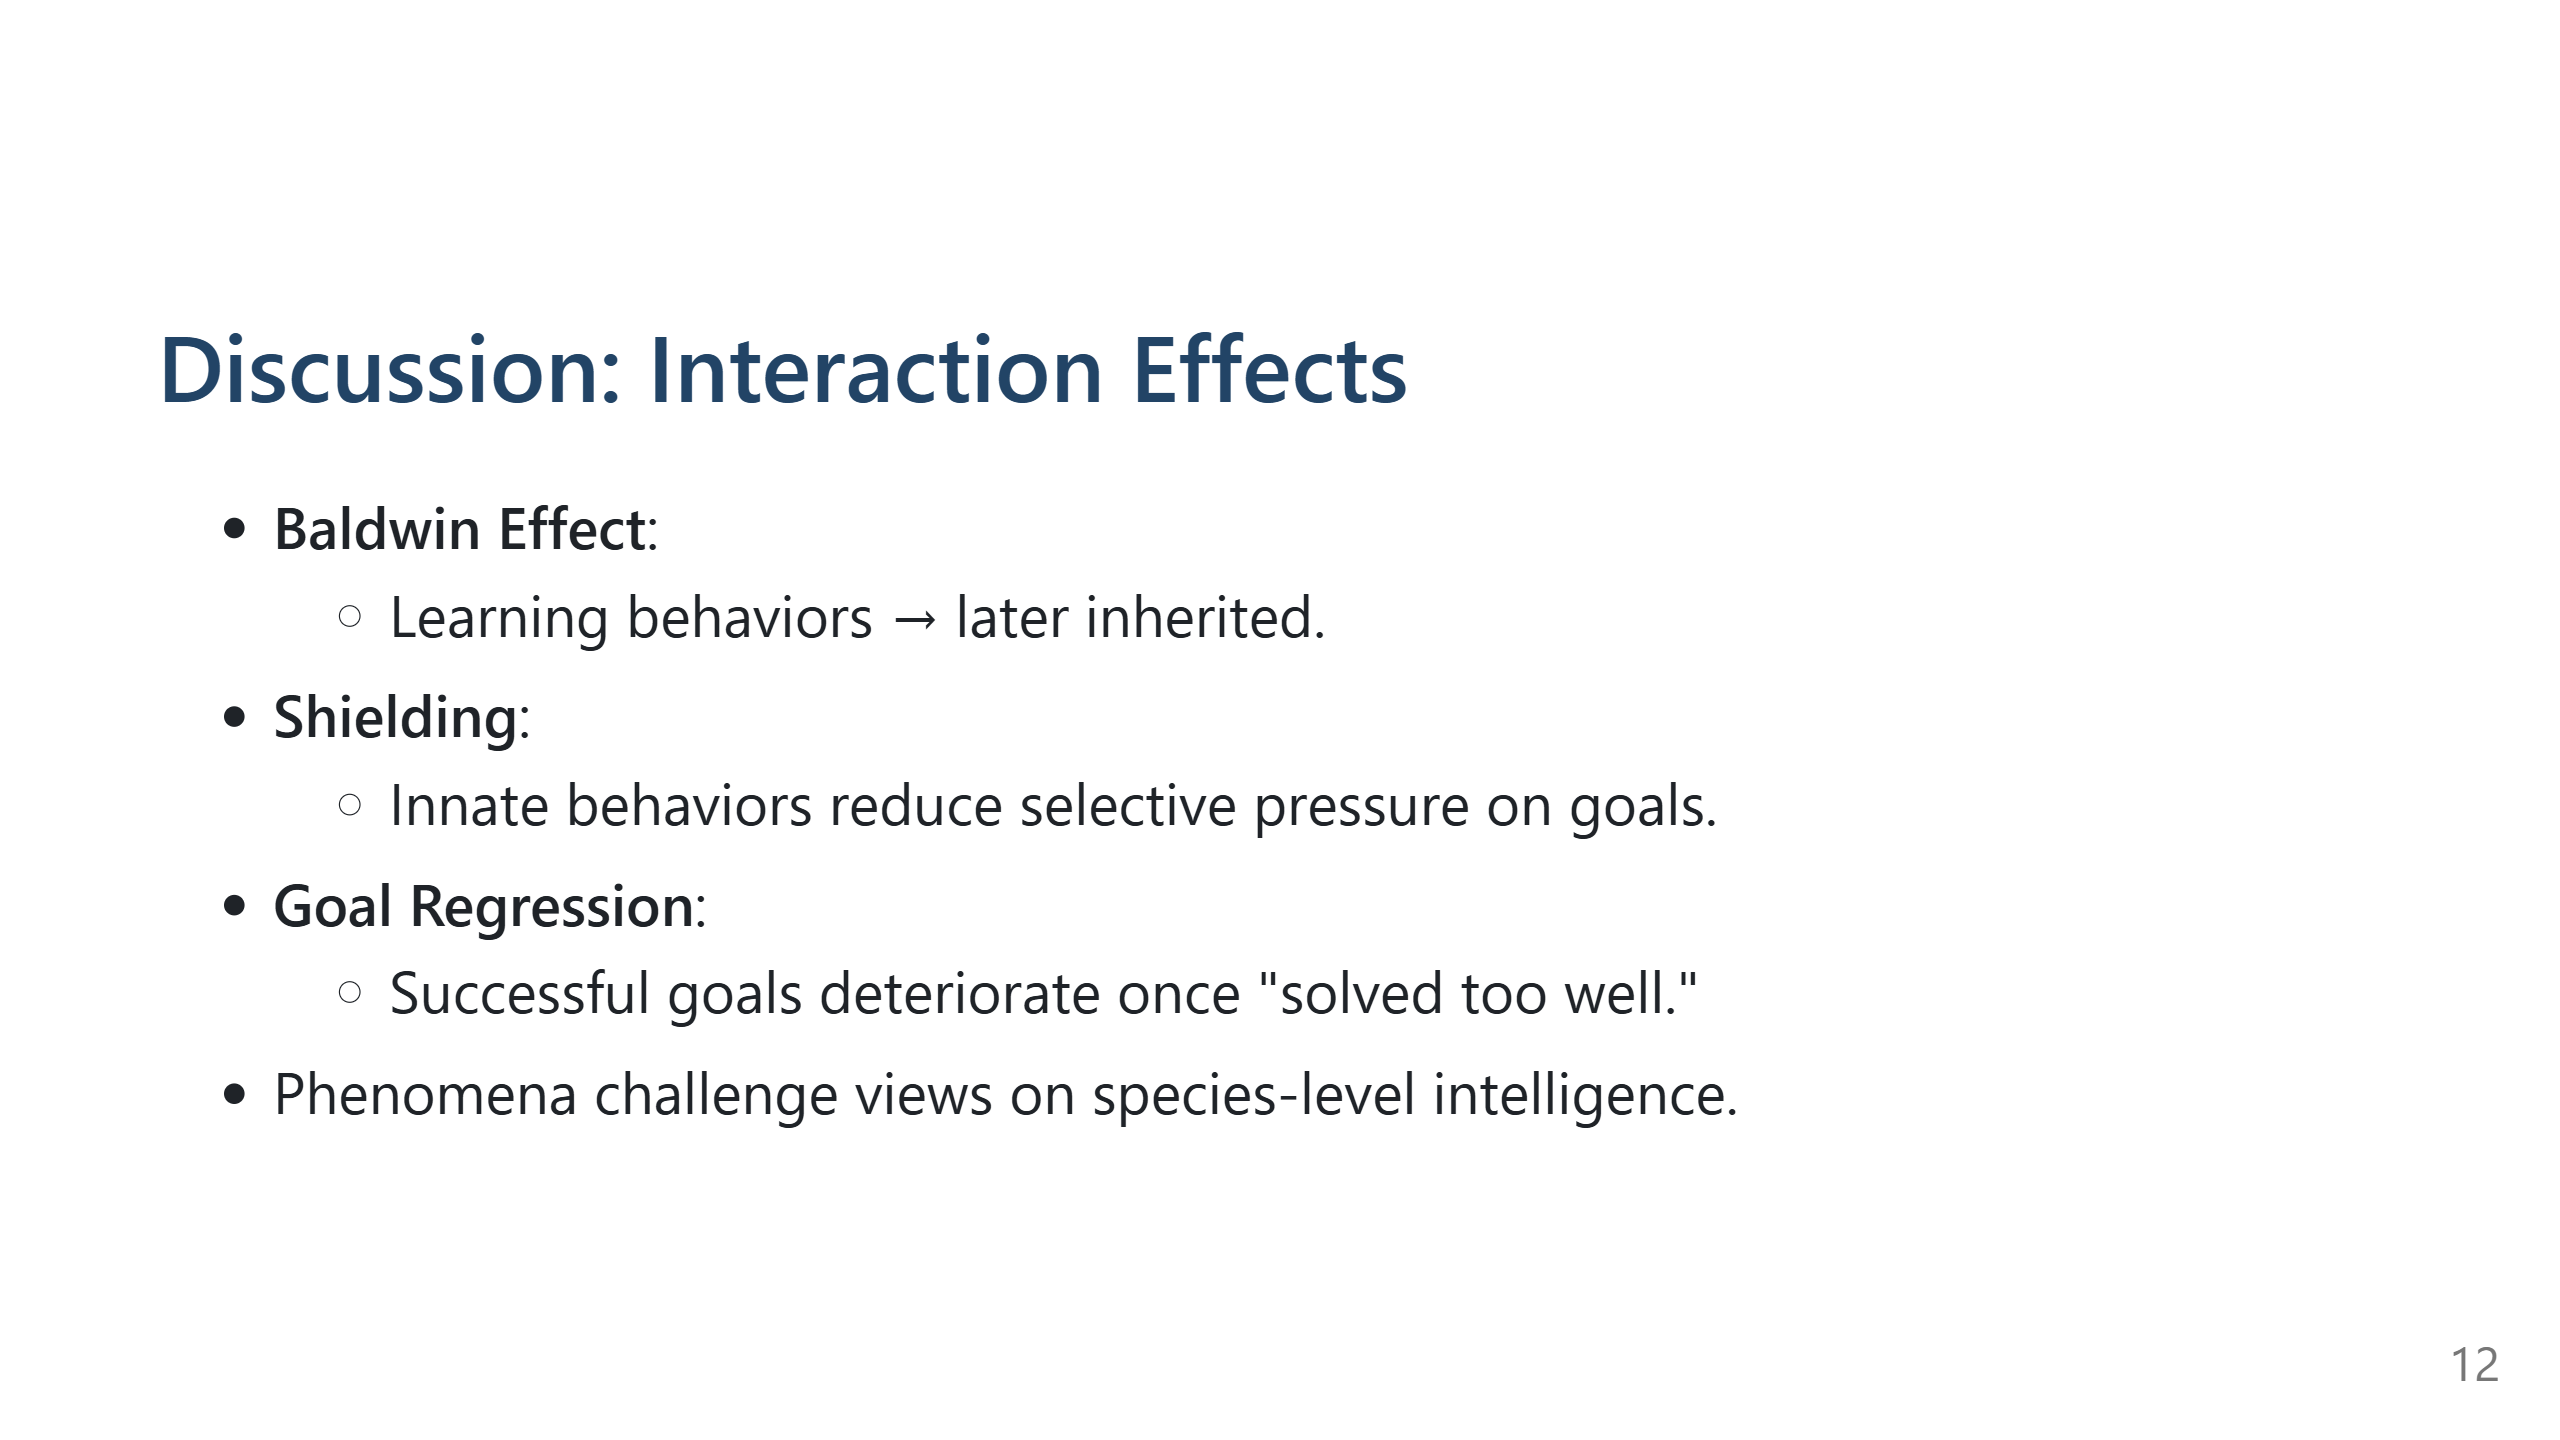 Discussion: Interaction Effects
• Baldwin Effect:
○ Learning behaviors → later inherited.
• Shielding:
○ Innate behaviors reduce selective pressure on goals.
• Goal Regression:
○ Successful goals deteriorate once "solved too well."
• Phenomena challenge views on species-level intelligence.
12